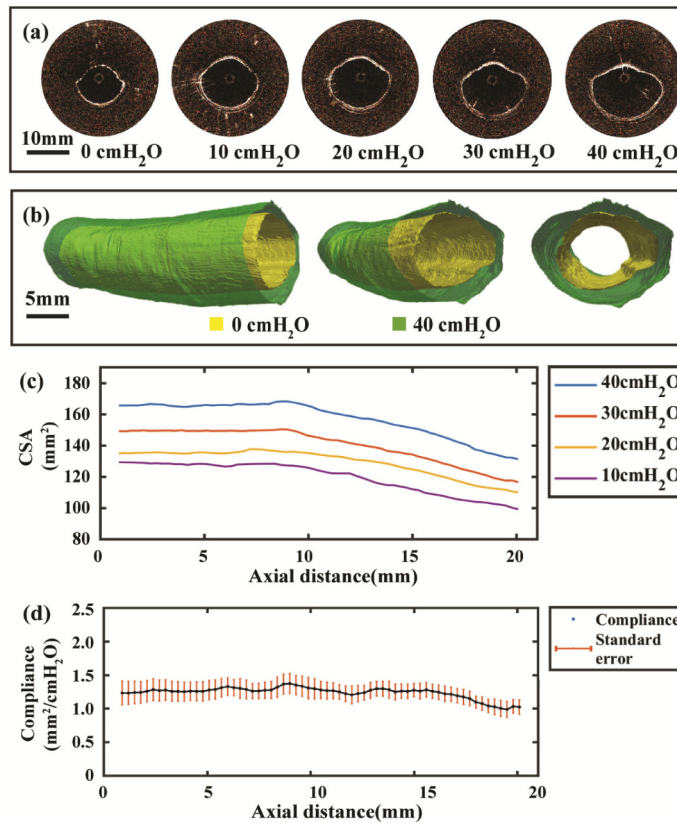 (a)
10mm
0 cmH₂O 10 cmH₂O 20 cmH₂O 30 cmH₂O 40 cmH₂O
(b)
5mm
0 cmH₂O 40 cmH₂O
(c)
180
160
140
120
100
80
0 5 10 15 20
CSA
(mm²)
Axial distance(mm)
40cmH₂O
30cmH₂O
20cmH₂O
10cmH₂O
(d)
2.5
2.0
1.5
1.0
0.5
0
0 5 10 15 20
Compliance
(mm²/cmH₂O)
Axial distance(mm)
Compliance
Standard
error